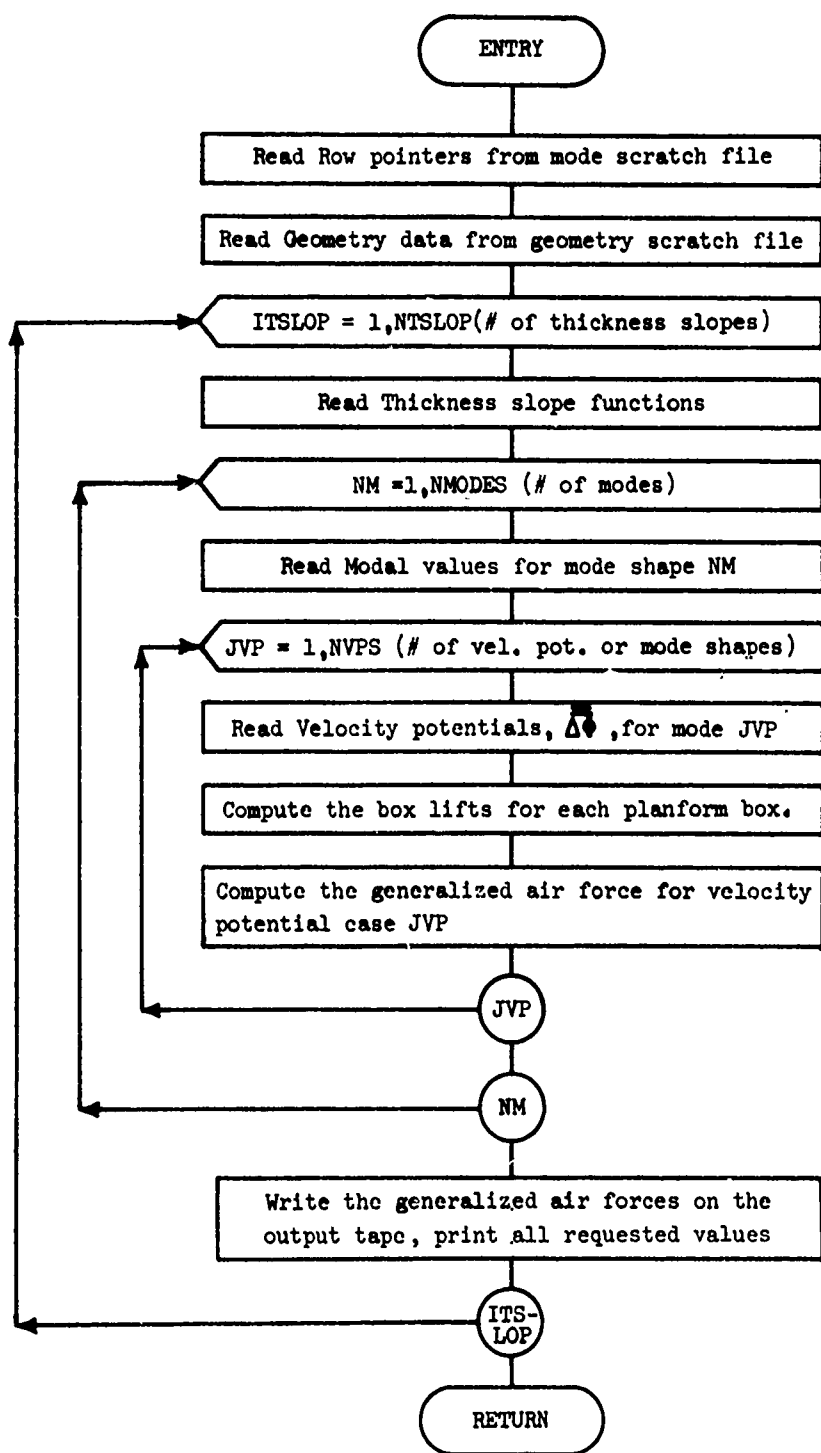 ENTRY
Read Row pointers from mode scratch file
Read Geometry data from geometry scratch file
ITSLOP = 1,NTSLOP(# of thickness slopes)
Read Thickness slope functions
NM =1,NMODES (# of modes)
Read Modal values for mode shape NM
JVP = 1,NVPS (# of vel. pot. or mode shapes)
Read Velocity potentials, ΔΦ ,for mode JVP
Compute the box lifts for each planform box.
Compute the generalized air force for velocity
potential case JVP
JVP
NM
Write the generalized air forces on the
output tape, print all requested values
ITS-
LOP
RETURN